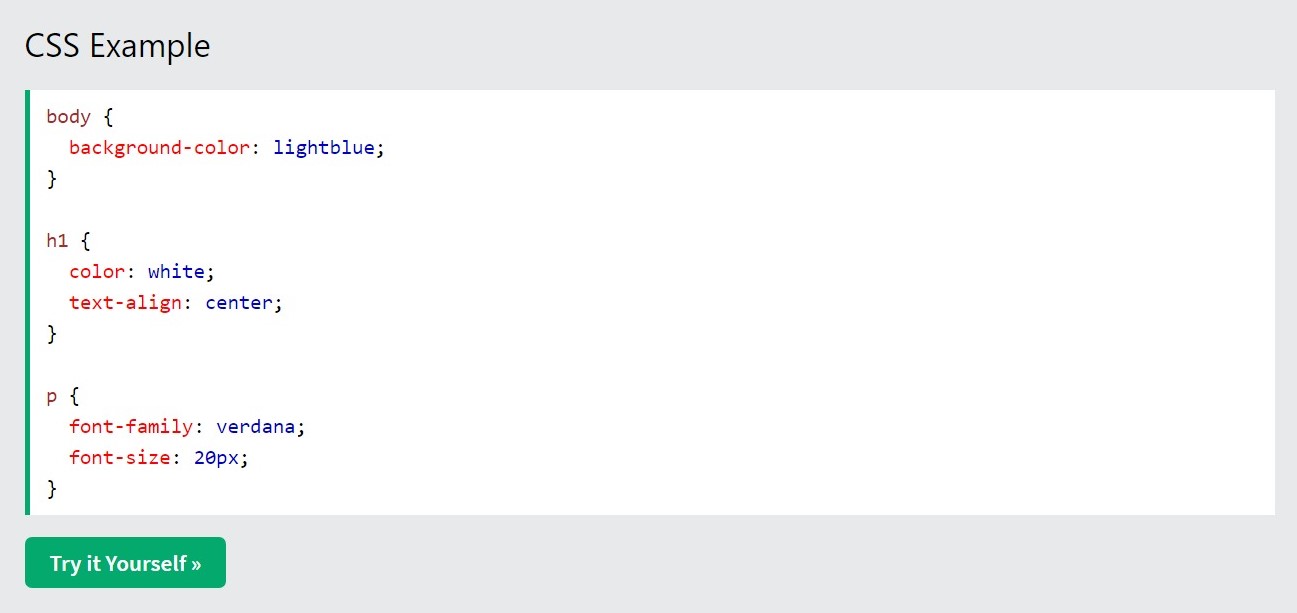 CSS Example
body {
  background-color: lightblue;
}

h1 {
  color: white;
  text-align: center;
}

p {
  font-family: verdana;
  font-size: 20px;
}
Try it Yourself »